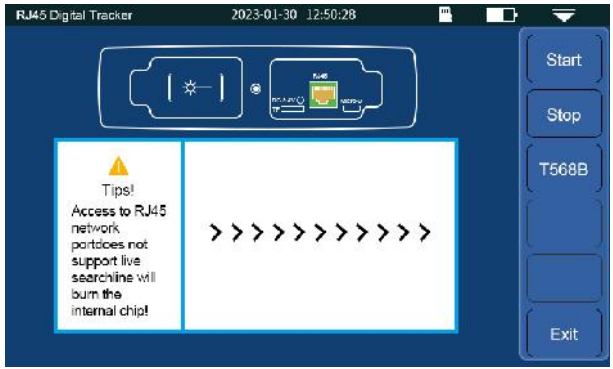 RJ45 Digital Tracker 2023-01-30 12:50:28
RJ45
TF
Tips!
Access to RJ45
network
portdoes not
support live
searchline will
burn the
internal chip!
> > > > > > > > > > >
Start
Stop
T568B
Exit